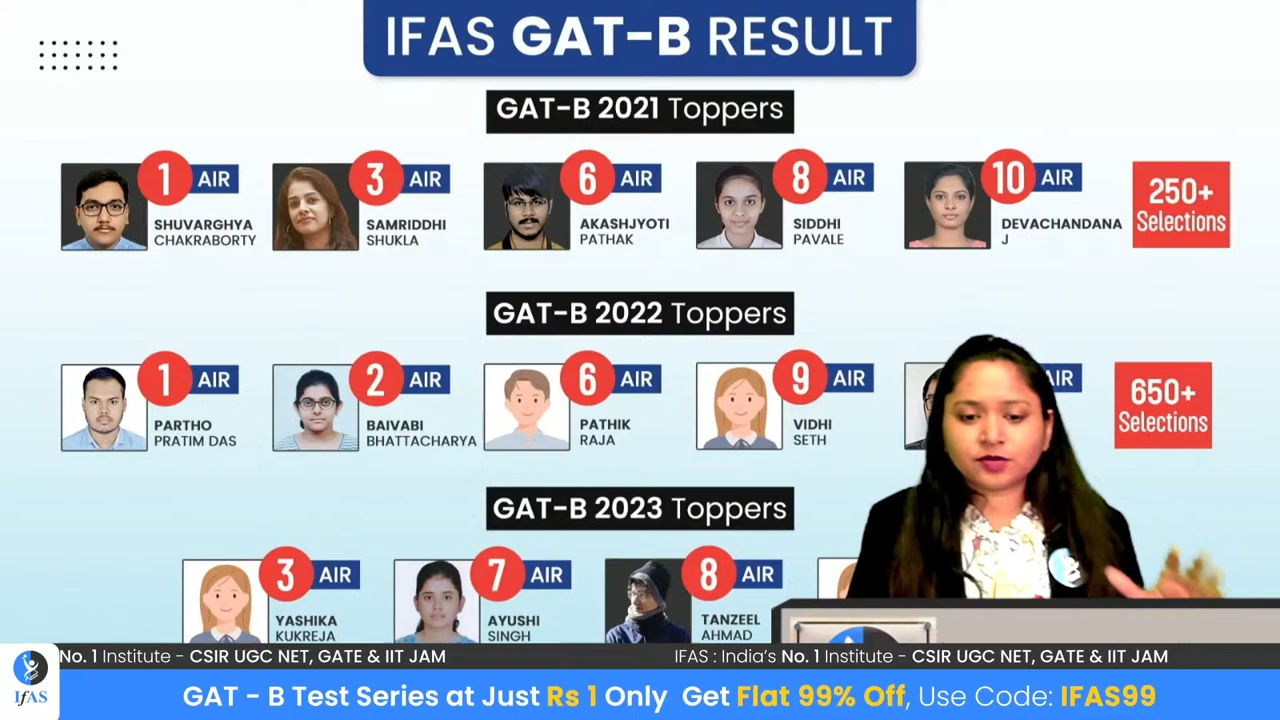 IFAS GAT-B RESULT
GAT-B 2021 Toppers
1 AIR
SHUVARGHYA
CHAKRABORTY
3 AIR
SAMRIDDHI
SHUKLA
6 AIR
AKASHJYOTI
PATHAK
8 AIR
SIDDHI
PAVALE
10 AIR
DEVACHANDANA
J
250+
Selections
GAT-B 2022 Toppers
1 AIR
PARTHO
PRATIM DAS
2 AIR
BAIVABI
BHATTACHARYA
6 AIR
PATHIK
RAJA
9 AIR
VIDHI
SETH
AIR
650+
Selections
GAT-B 2023 Toppers
3 AIR
YASHIKA
KUKREJA
7 AIR
AYUSHI
SINGH
8 AIR
TANZEEL
AHMAD
No. 1 Institute - CSIR UGC NET, GATE & IIT JAM
IFAS : India's No. 1 Institute - CSIR UGC NET, GATE & IIT JAM
IfAS
GAT - B Test Series at Just Rs 1 Only Get Flat 99% Off, Use Code: IFAS99